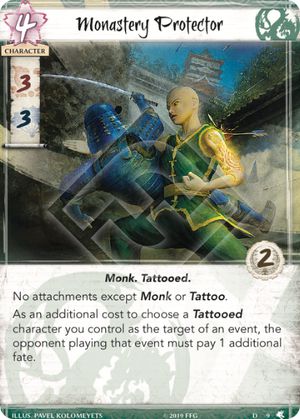 4
Monastery Protector
CHARACTER
3
3
2
Monk. Tattooed.
No attachments except Monk or Tattoo.
As an additional cost to choose a Tattooed
character you control as the target of an event, the
opponent playing that event must pay 1 additional
fate.
ILLUS. PAVEL KOLOMEYETS ©2019 FFG D 9